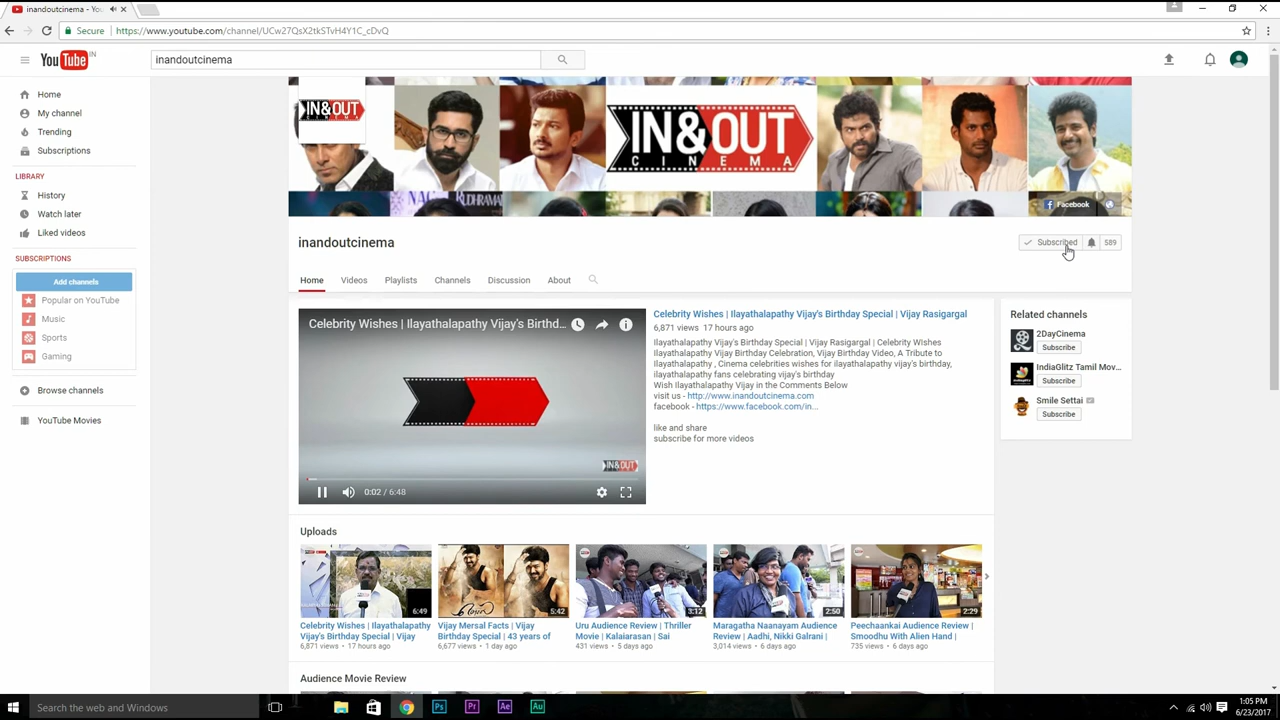 inandoutcinema - You
Secure
https://www.youtube.com/channel/UCw27QsX2tkSTvH4Y1C_cDvQ
YouTube IN
inandoutcinema
Home
My channel
Trending
Subscriptions
LIBRARY
History
Watch later
Liked videos
SUBSCRIPTIONS
Add channels
Popular on YouTube
Music
Sports
Gaming
Browse channels
YouTube Movies
IN&OUT
CINEMA
IN&OUT
CINEMA
Facebook
inandoutcinema
Subscribed 589
Home Videos Playlists Channels Discussion About
Celebrity Wishes | Ilayathalapathy Vijay's Birthd...
IN&OUT
0:02 / 6:48
Celebrity Wishes | Ilayathalapathy Vijay's Birthday Special | Vijay Rasigargal
6,871 views 17 hours ago
Ilayathalapathy Vijay's Birthday Special | Vijay Rasigargal | Celebrity WIshes
Ilayathalapathy Vijay Birthday Celebration, Vijay Birthday Video, A Tribute to
Ilayathalapathy , Cinema celebrities wishes for ilayathalapathy vijay's birthday,
ilayathalapathy fans celebrating vijay's birthday
Wish Ilayathalapathy Vijay in the Comments Below
visit us - http://www.inandoutcinema.com
facebook - https://www.facebook.com/in...
like and share
subscribe for more videos
Related channels
2DayCinema
Subscribe
IndiaGlitz Tamil Mov...
Subscribe
Smile Settai
Subscribe
Uploads
6:49
Celebrity Wishes | Ilayathalapathy
Vijay's Birthday Special | Vijay
6,871 views • 17 hours ago
5:42
Vijay Mersal Facts | Vijay
Birthday Special | 43 years of
6,677 views • 1 day ago
3:12
Uru Audience Review | Thriller
Movie | Kalaiarasan | Sai
431 views • 5 days ago
2:50
Maragatha Naanayam Audience
Review | Aadhi, Nikki Galrani |
3,014 views • 6 days ago
2:29
Peechaankai Audience Review |
Smoodhu With Alien Hand |
735 views • 6 days ago
Audience Movie Review
Search the web and Windows
Ps
Pr
Ae
Au
1:05 PM
6/23/2017